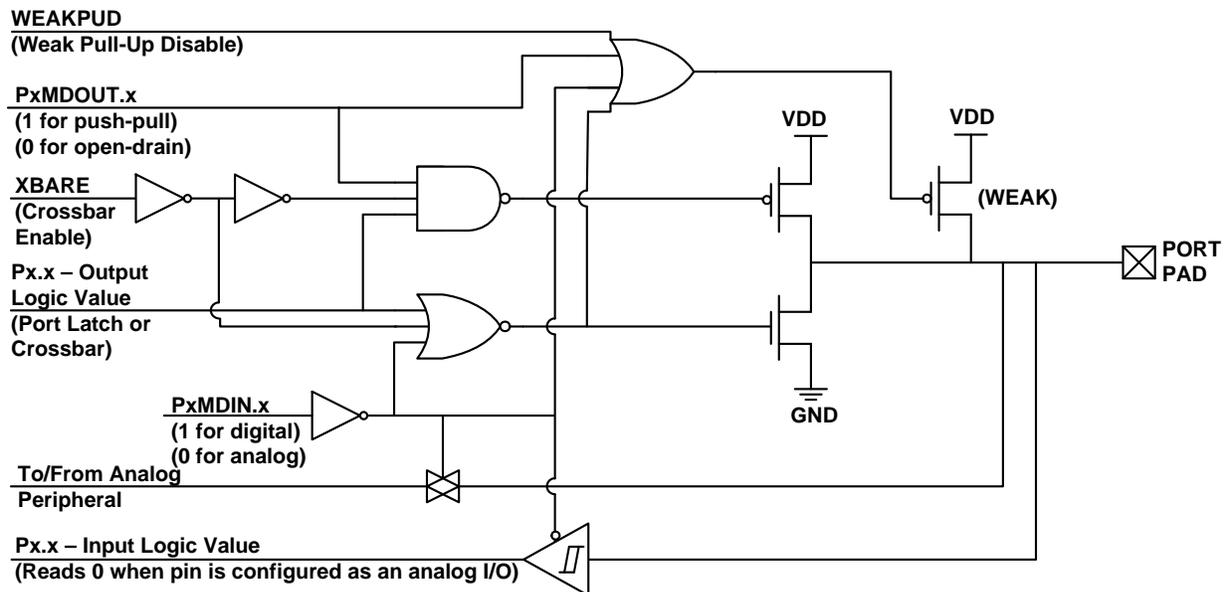 WEAKPUD
(Weak Pull-Up Disable)
PxMDOUT.x
(1 for push-pull)
(0 for open-drain)
XBARE
(Crossbar
Enable)
Px.x – Output
Logic Value
(Port Latch or
Crossbar)
PxMDIN.x
(1 for digital)
(0 for analog)
To/From Analog
Peripheral
Px.x – Input Logic Value
(Reads 0 when pin is configured as an analog I/O)
VDD
VDD
(WEAK)
PORT
PAD
GND